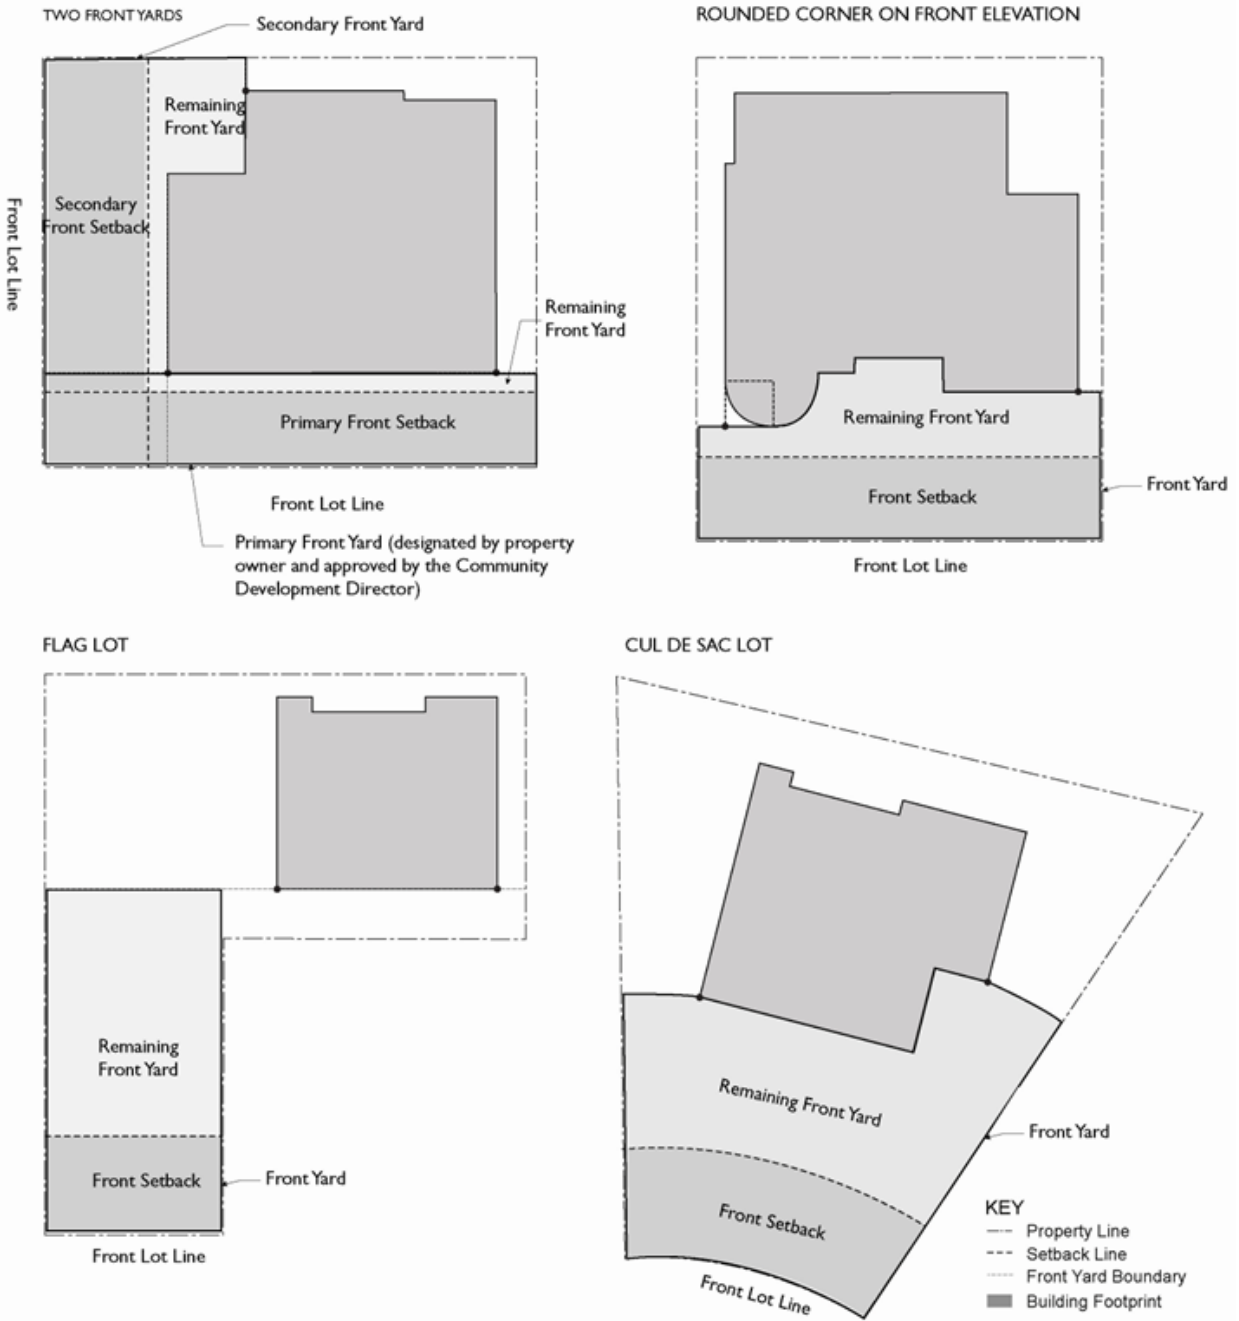 TWO FRONT YARDS
Secondary Front Yard
Remaining
Front Yard
Secondary
Front Setback
Front Lot Line
Remaining
Front Yard
Primary Front Setback
Front Lot Line
Primary Front Yard (designated by property
owner and approved by the Community
Development Director)
ROUNDED CORNER ON FRONT ELEVATION
Remaining Front Yard
Front Setback
Front Yard
Front Lot Line
FLAG LOT
Remaining
Front Yard
Front Setback
Front Yard
Front Lot Line
CUL DE SAC LOT
Remaining Front Yard
Front Yard
Front Setback
Front Lot Line
KEY
Property Line
Setback Line
Front Yard Boundary
Building Footprint